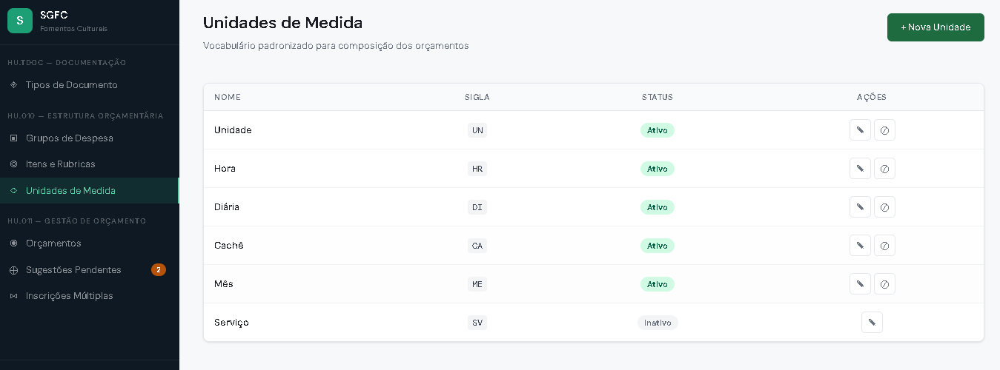 S
SGFC
Fomentos Culturais
HU.TDOC — DOCUMENTAÇÃO
Tipos de Documento
HU.010 — ESTRUTURA ORÇAMENTÁRIA
Grupos de Despesa
Itens e Rubricas
Unidades de Medida
HU.011 — GESTÃO DE ORÇAMENTO
Orçamentos
Sugestões Pendentes 2
Inscrições Múltiplas
Unidades de Medida
Vocabulário padronizado para composição dos orçamentos
+ Nova Unidade
NOME SIGLA STATUS AÇÕES
Unidade UN Ativo
Hora HR Ativo
Diária DI Ativo
Cachê CA Ativo
Mês ME Ativo
Serviço SV Inativo